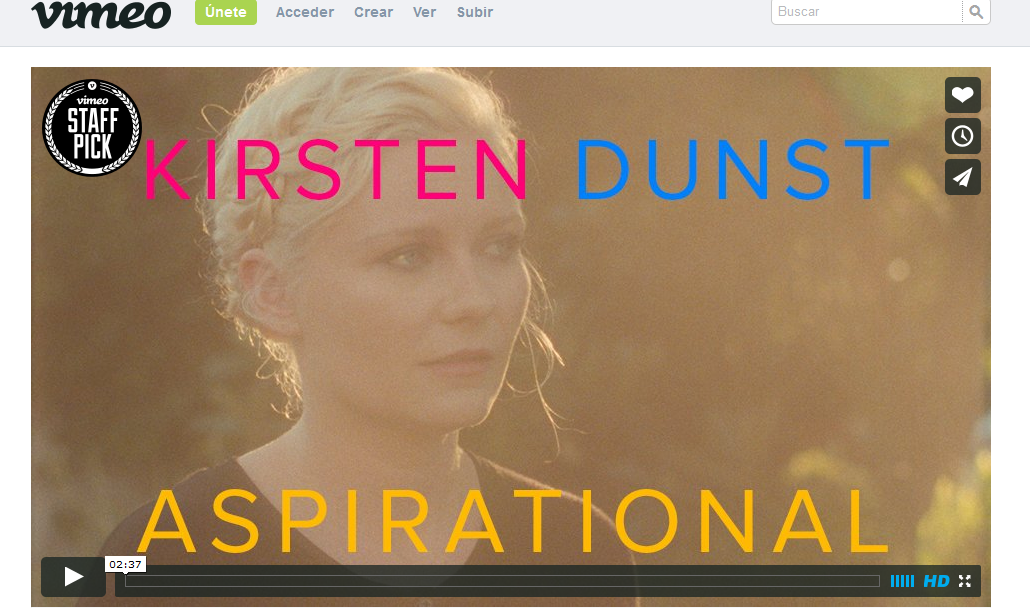 vimeo Únete Acceder Crear Ver Subir Buscar
vimeo
STAFF
PICK
KIRSTEN DUNST
ASPIRATIONAL
02:37
HD